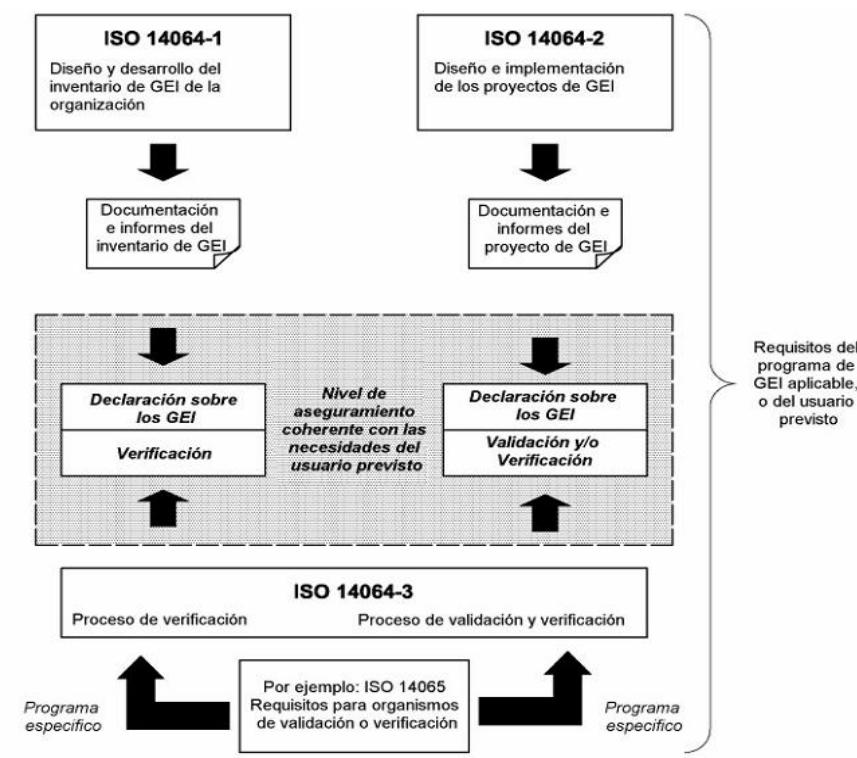 ISO 14064-1
Diseño y desarrollo del
inventario de GEI de la
organización
ISO 14064-2
Diseño e implementación
de los proyectos de GEI
Documentación
e informes del
inventario de GEI
Documentación e
informes del
proyecto de GEI
Declaración sobre
los GEI
Verificación
Nivel de
aseguramiento
coherente con las
necesidades del
usuario previsto
Declaración sobre
los GEI
Validación y/o
Verificación
Requisitos del
programa de
GEI aplicable,
o del usuario
previsto
ISO 14064-3
Proceso de verificación
Proceso de validación y verificación
Programa
específico
Por ejemplo: ISO 14065
Requisitos para organismos
de validación o verificación
Programa
específico